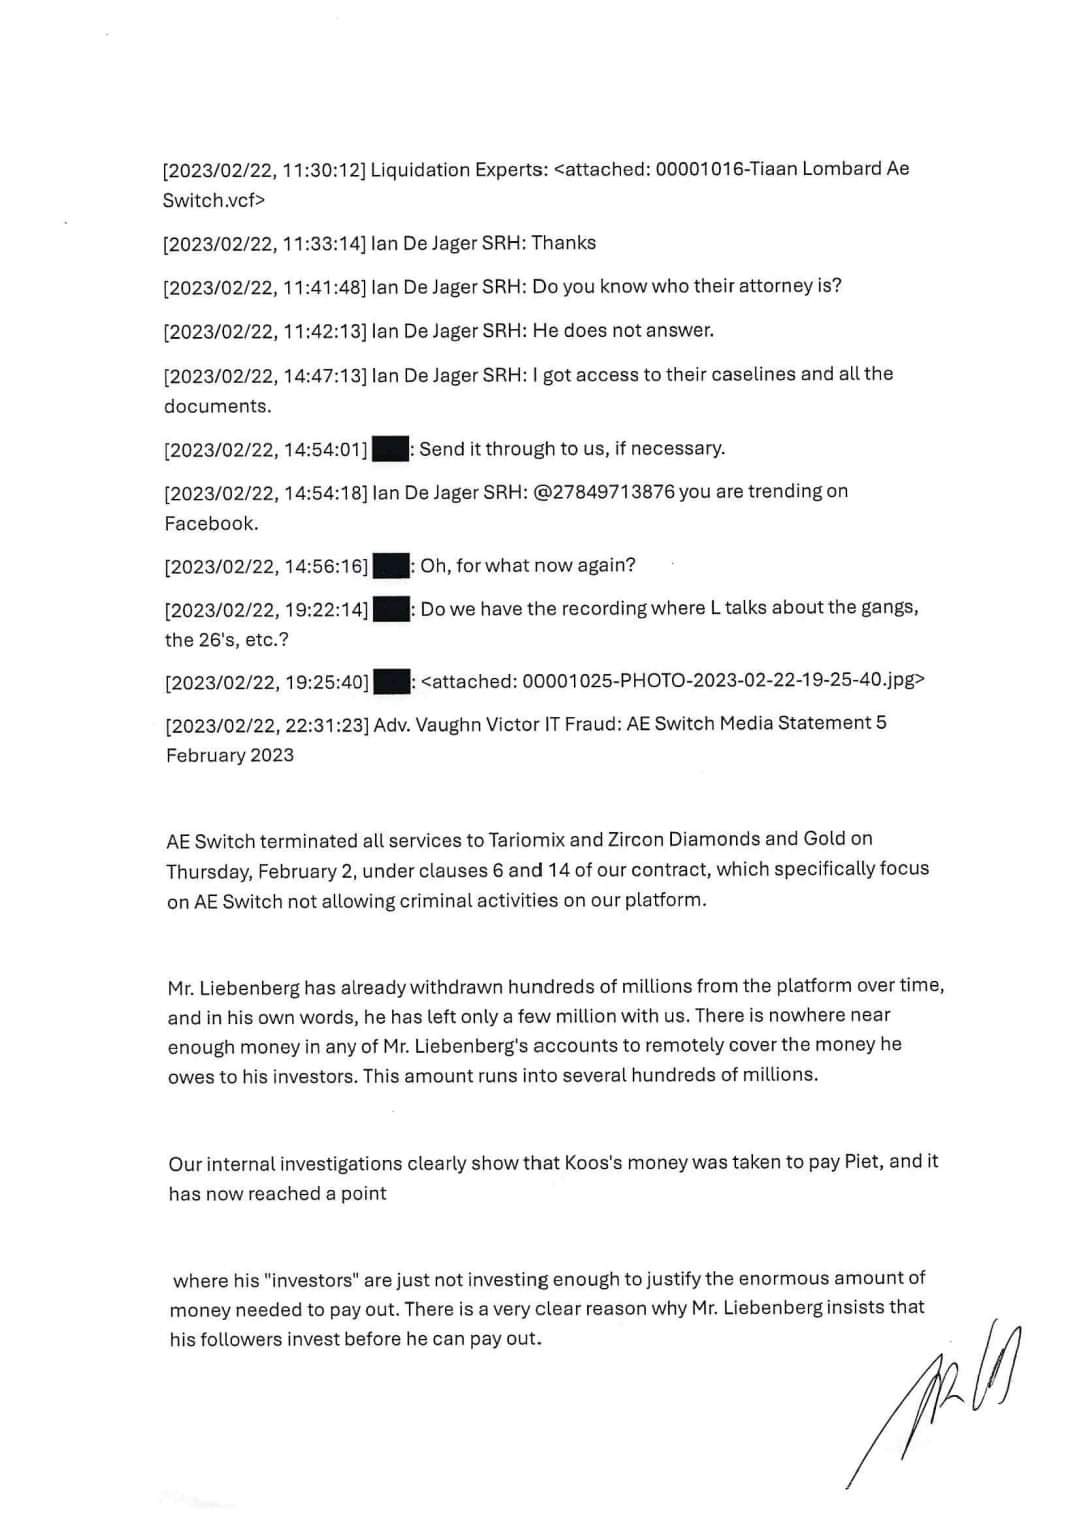 [2023/02/22, 11:30:12] Liquidation Experts: <attached: 00001016-Tiaan Lombard Ae
Switch.vcf>
[2023/02/22, 11:33:14] Ian De Jager SRH: Thanks
[2023/02/22, 11:41:48] Ian De Jager SRH: Do you know who their attorney is?
[2023/02/22, 11:42:13] Ian De Jager SRH: He does not answer.
[2023/02/22, 14:47:13] Ian De Jager SRH: I got access to their caselines and all the
documents.
[2023/02/22, 14:54:01] : Send it through to us, if necessary.
[2023/02/22, 14:54:18] Ian De Jager SRH: @27849713876 you are trending on
Facebook.
[2023/02/22, 14:56:16] : Oh, for what now again?
[2023/02/22, 19:22:14] : Do we have the recording where L talks about the gangs,
the 26's, etc.?
[2023/02/22, 19:25:40] : <attached: 00001025-PHOTO-2023-02-22-19-25-40.jpg>
[2023/02/22, 22:31:23] Adv. Vaughn Victor IT Fraud: AE Switch Media Statement 5
February 2023
AE Switch terminated all services to Tariomix and Zircon Diamonds and Gold on
Thursday, February 2, under clauses 6 and 14 of our contract, which specifically focus
on AE Switch not allowing criminal activities on our platform.
Mr. Liebenberg has already withdrawn hundreds of millions from the platform over time,
and in his own words, he has left only a few million with us. There is nowhere near
enough money in any of Mr. Liebenberg's accounts to remotely cover the money he
owes to his investors. This amount runs into several hundreds of millions.
Our internal investigations clearly show that Koos's money was taken to pay Piet, and it
has now reached a point
where his "investors" are just not investing enough to justify the enormous amount of
money needed to pay out. There is a very clear reason why Mr. Liebenberg insists that
his followers invest before he can pay out.